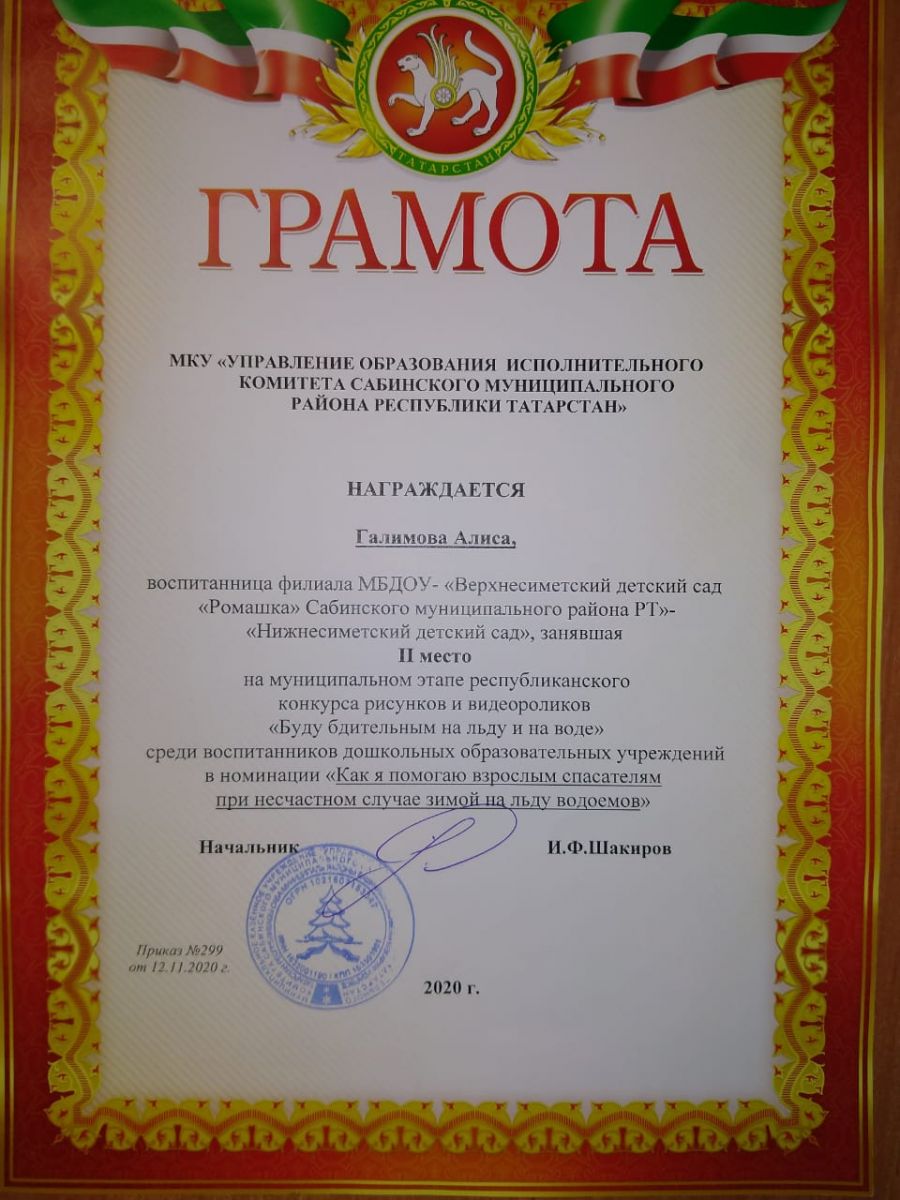 ТАТАРСТАН
ГРАМОТА
МКУ «УПРАВЛЕНИЕ ОБРАЗОВАНИЯ ИСПОЛНИТЕЛЬНОГО
КОМИТЕТА САБИНСКОГО МУНИЦИПАЛЬНОГО
РАЙОНА РЕСПУБЛИКИ ТАТАРСТАН»
НАГРАЖДАЕТСЯ
Галимова Алиса,
воспитанница филиала МБДОУ- «Верхнесиметский детский сад
«Ромашка» Сабинского муниципального района РТ»-
«Нижнесиметский детский сад», занявшая
II место
на муниципальном этапе республиканского
конкурса рисунков и видеороликов
«Буду бдительным на льду и на воде»
среди воспитанников дошкольных образовательных учреждений
в номинации «Как я помогаю взрослым спасателям
при несчастном случае зимой на льду водоемов»
Начальник И.Ф.Шакиров
Приказ №299
от 12.11.2020 г.
2020 г.